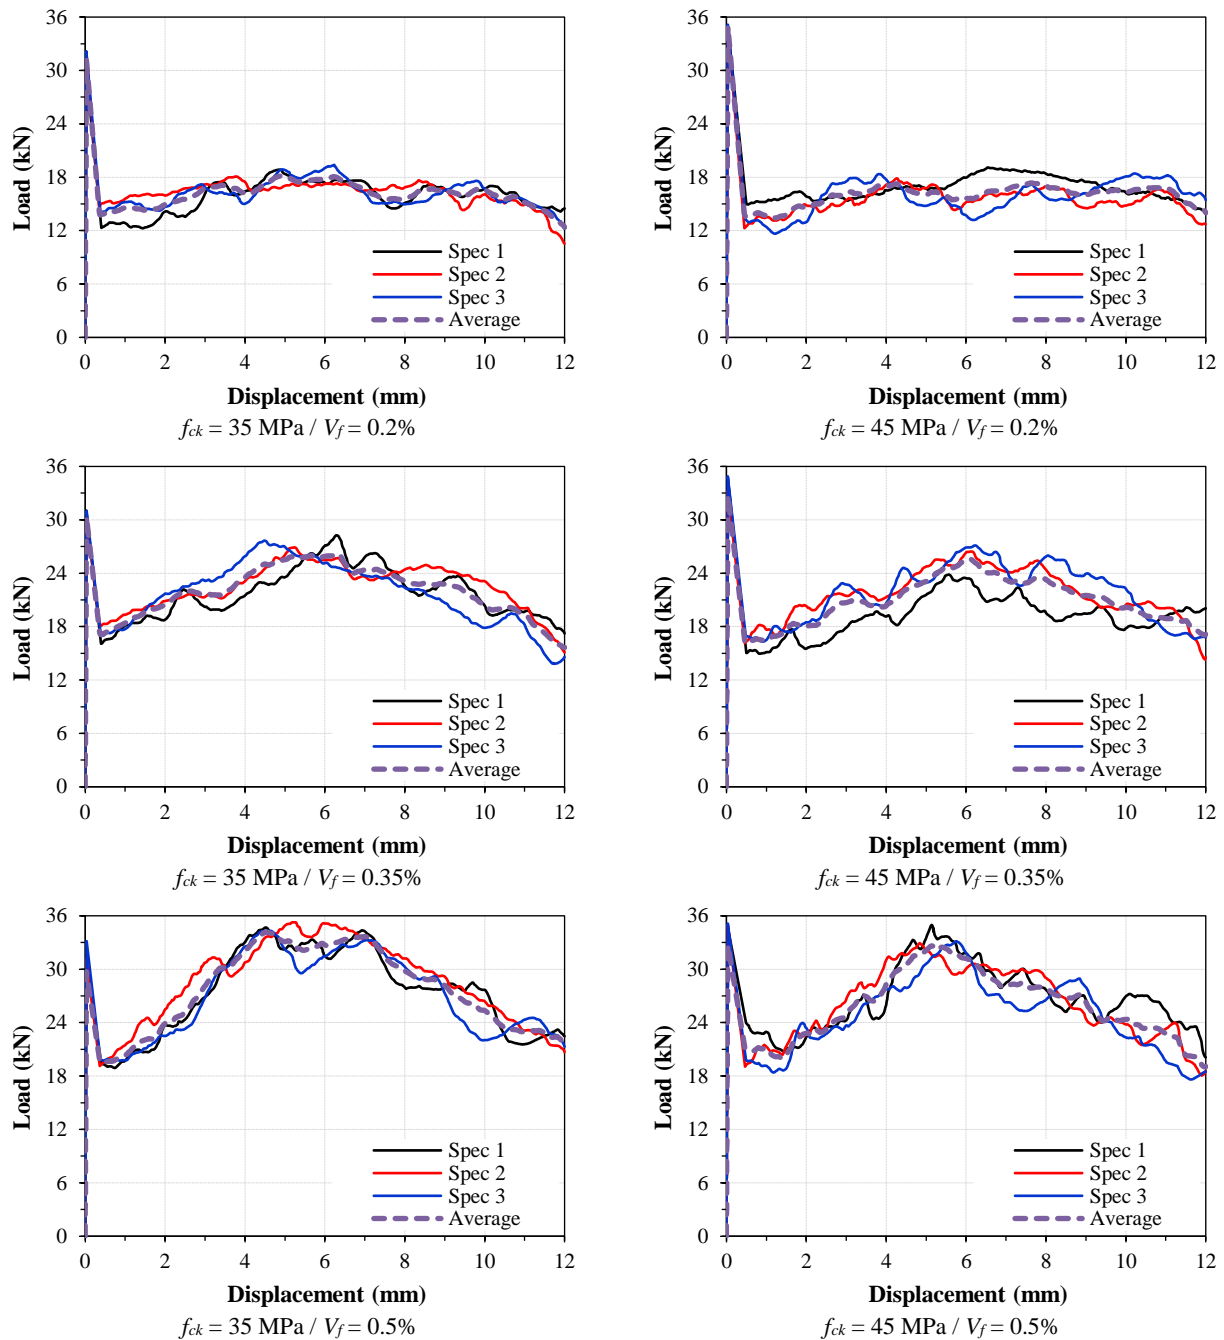 36
30
24
18
12
6
0
Load (kN)
Spec 1
Spec 2
Spec 3
Average
0 2 4 6 8 10 12
Displacement (mm)
fck = 35 MPa / Vf = 0.2%
36
30
24
18
12
6
0
Load (kN)
Spec 1
Spec 2
Spec 3
Average
0 2 4 6 8 10 12
Displacement (mm)
fck = 45 MPa / Vf = 0.2%
36
30
24
18
12
6
0
Load (kN)
Spec 1
Spec 2
Spec 3
Average
0 2 4 6 8 10 12
Displacement (mm)
fck = 35 MPa / Vf = 0.35%
36
30
24
18
12
6
0
Load (kN)
Spec 1
Spec 2
Spec 3
Average
0 2 4 6 8 10 12
Displacement (mm)
fck = 45 MPa / Vf = 0.35%
36
30
24
18
12
6
0
Load (kN)
Spec 1
Spec 2
Spec 3
Average
0 2 4 6 8 10 12
Displacement (mm)
fck = 35 MPa / Vf = 0.5%
36
30
24
18
12
6
0
Load (kN)
Spec 1
Spec 2
Spec 3
Average
0 2 4 6 8 10 12
Displacement (mm)
fck = 45 MPa / Vf = 0.5%